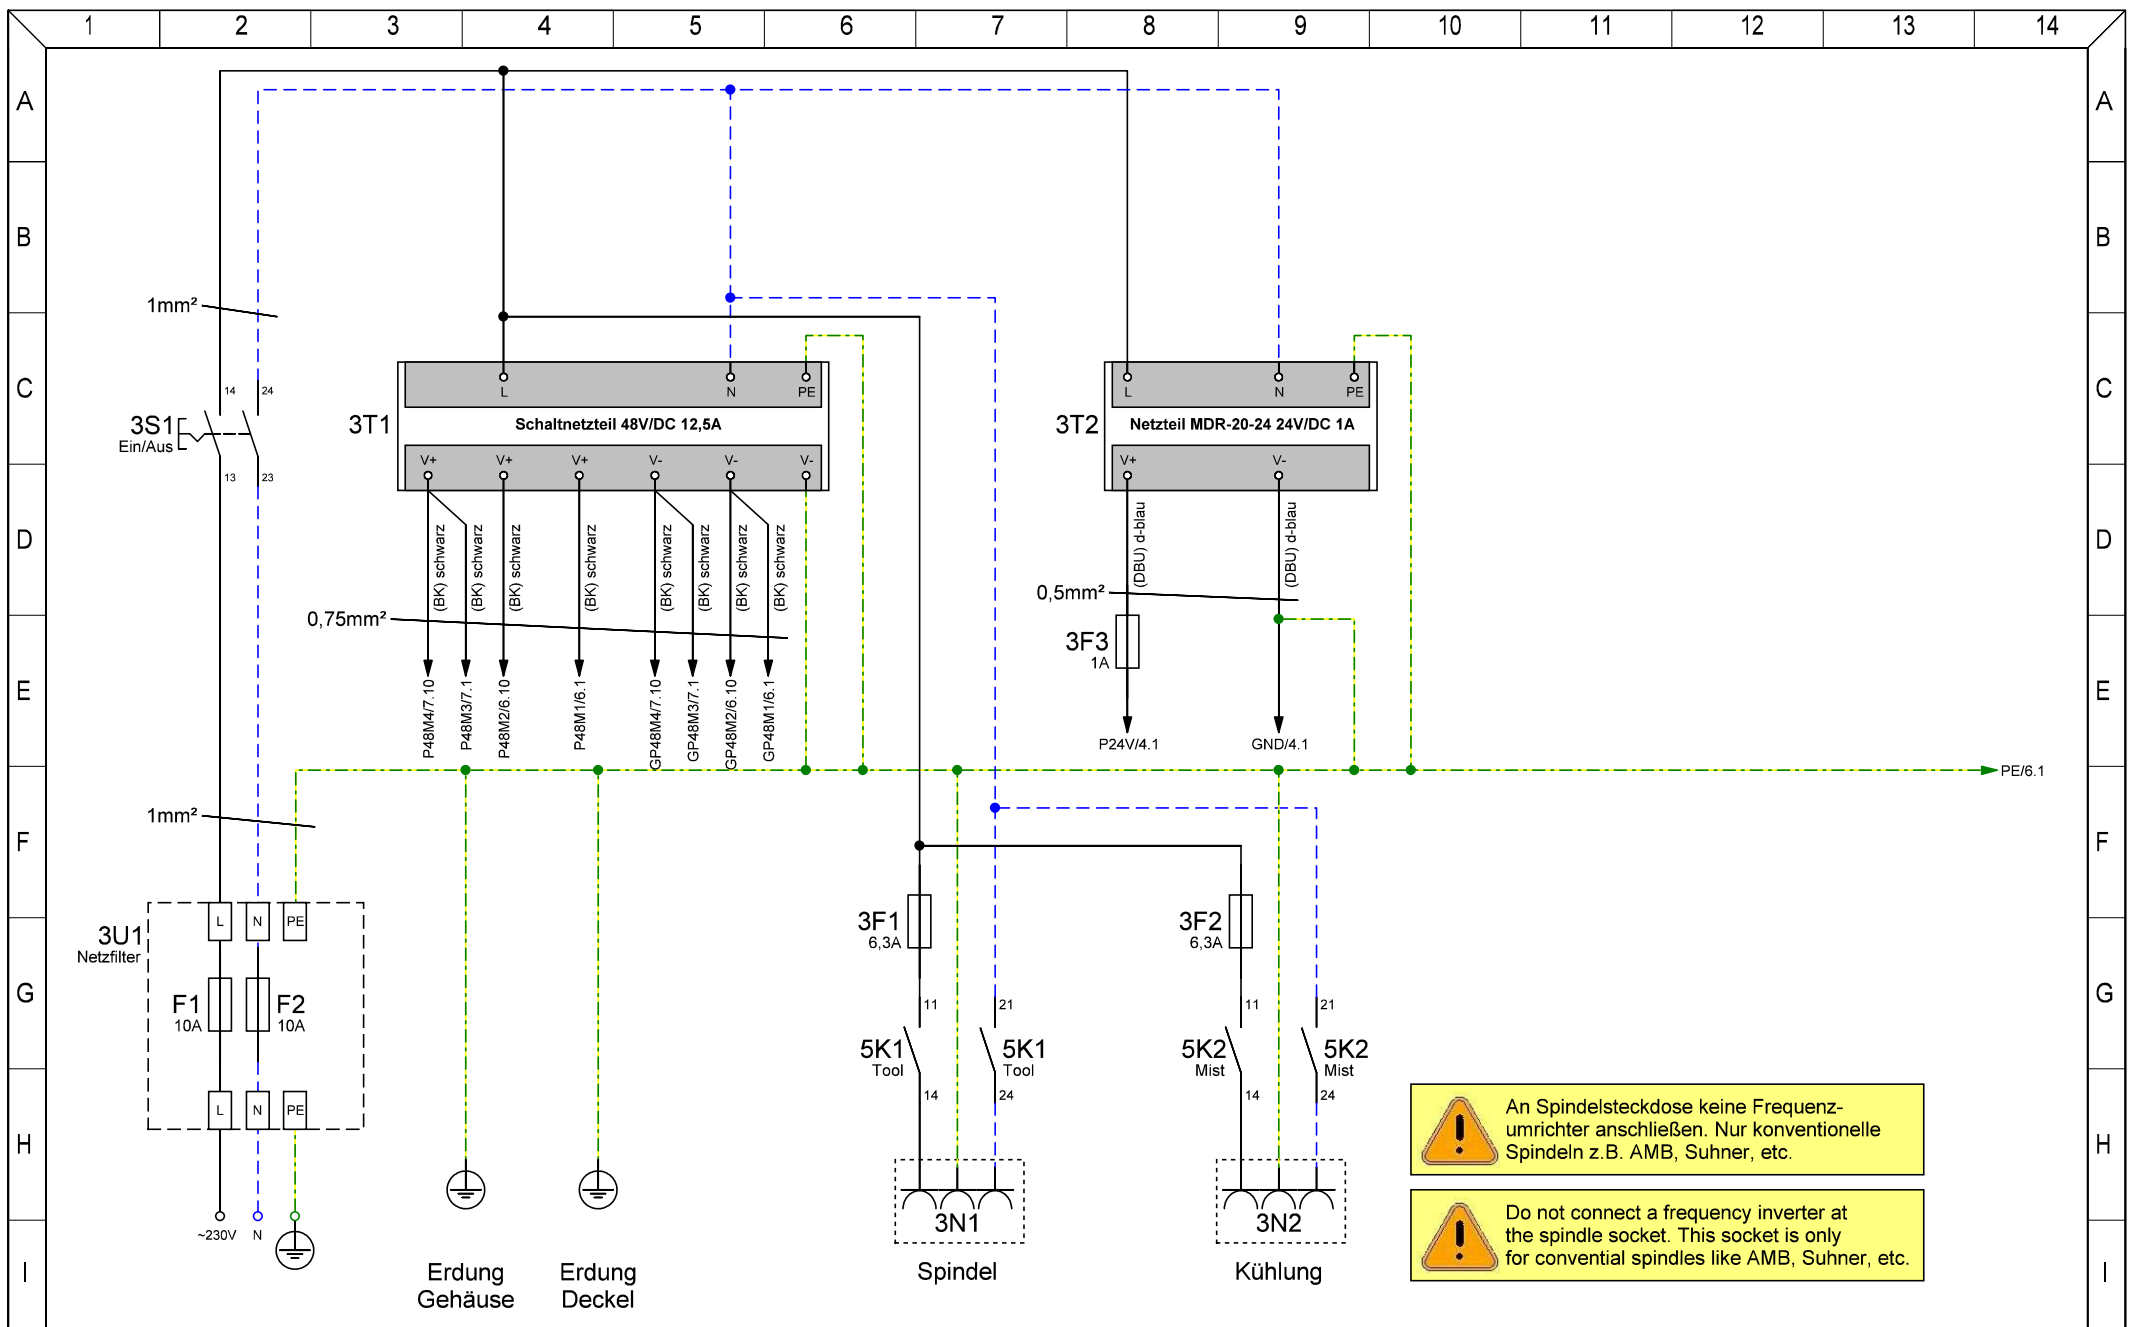 1 2 3 4 5 6 7 8 9 10 11 12 13 14
A A
B B
1mm²
C C
14 24
L N PE
L N PE
3S1
Ein/Aus
3T1
Schaltnetzteil 48V/DC 12,5A
3T2
Netzteil MDR-20-24 24V/DC 1A
13 23
V+ V+ V+ V- V- V-
V+ V-
D D
(BK) schwarz
(BK) schwarz
(BK) schwarz
(BK) schwarz
(BK) schwarz
(BK) schwarz
(BK) schwarz
(BK) schwarz
(DBU) d-blau
(DBU) d-blau
0,75mm²
0,5mm²
3F3
1A
E E
P48M4/7.10
P48M3/7.1
P48M2/6.10
P48M1/6.1
GP48M4/7.10
GP48M3/7.1
GP48M2/6.10
GP48M1/6.1
P24V/4.1
GND/4.1
PE/6.1
1mm²
F F
3U1
Netzfilter
L N PE
3F1
6,3A
3F2
6,3A
G G
F1
10A
F2
10A
11 21
11 21
5K1
Tool
5K1
Tool
5K2
Mist
5K2
Mist
14 24
14 24
L N PE
H H
An Spindelsteckdose keine Frequenz-
umrichter anschließen. Nur konventionelle
Spindeln z.B. AMB, Suhner, etc.
~230V N
3N1
3N2
Do not connect a frequency inverter at
the spindle socket. This socket is only
for convential spindles like AMB, Suhner, etc.
I I
Erdung
Gehäuse
Erdung
Deckel
Spindel
Kühlung